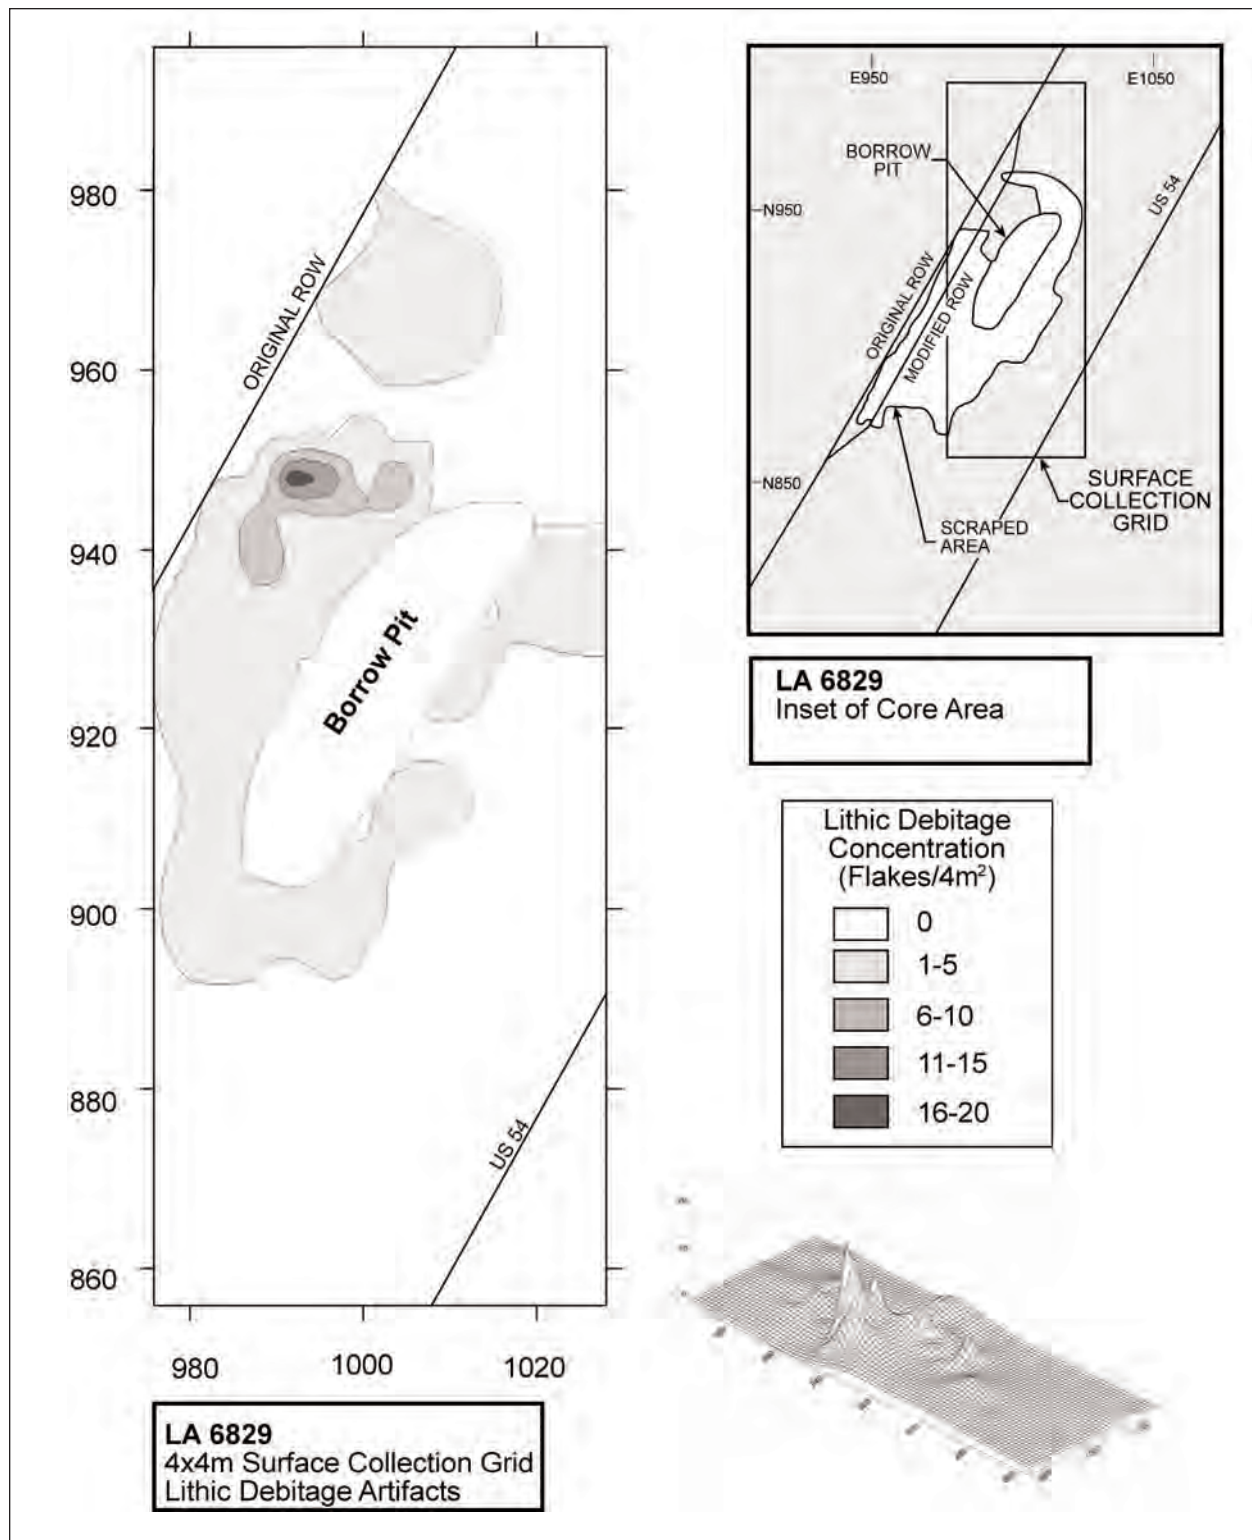 980
960
940
920
900
880
860
980
1000
1020
ORIGINAL ROW
Borrow Pit
US 54
LA 6829
4x4m Surface Collection Grid
Lithic Debitage Artifacts
E950
E1050
N950
N850
BORROW
PIT
US 54
ORIGINAL ROW
MODIFIED ROW
SCRAPED
AREA
SURFACE
COLLECTION
GRID
LA 6829
Inset of Core Area
Lithic Debitage
Concentration
(Flakes/4m²)
0
1-5
6-10
11-15
16-20